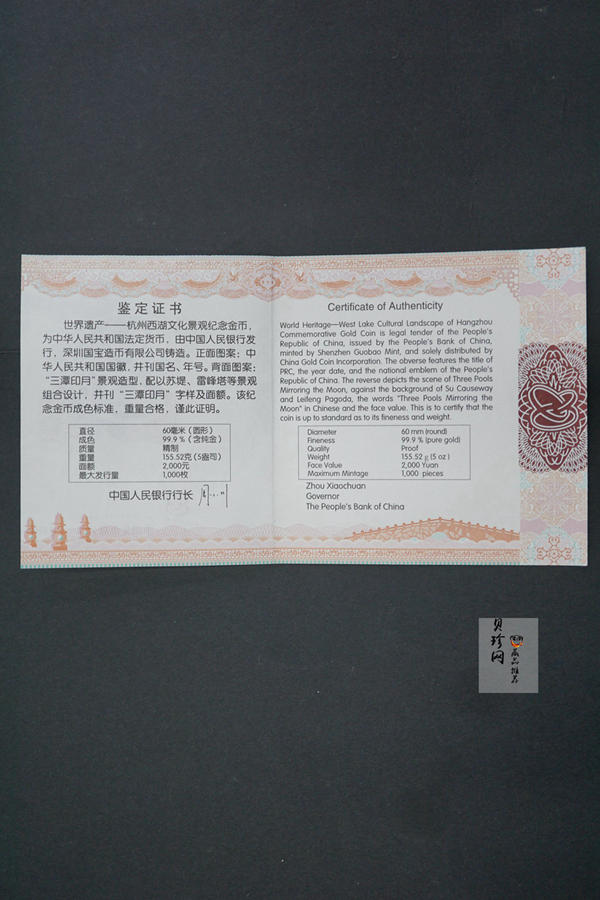 鉴定证书
世界遗产——杭州西湖文化景观纪念金币，
为中华人民共和国法定货币，由中国人民银行发
行，深圳国宝造币有限公司铸造。正面图案：中
华人民共和国国徽，并刊国名、年号。背面图案：
“三潭印月”景观造型，配以苏堤、雷峰塔等景观
组合设计，并刊“三潭印月”字样及面额。该纪
念金币成色标准，重量合格，谨此证明。
直径 60毫米（圆形）
成色 99.9％（含纯金）
质量 精制
重量 155.52克（5盎司）
面额 2,000元
最大发行量 1,000枚
中国人民银行行长
Certificate of Authenticity
World Heritage—West Lake Cultural Landscape of Hangzhou
Commemorative Gold Coin is legal tender of the People's
Republic of China, issued by the People's Bank of China,
minted by Shenzhen Guobao Mint, and solely distributed by
China Gold Coin Incorporation. The obverse features the title of
PRC, the year date, and the national emblem of the People's
Republic of China. The reverse depicts the scene of Three Pools
Mirroring the Moon, against the background of Su Causeway
and Leifeng Pagoda, the words "Three Pools Mirroring the
Moon" in Chinese and the face value. This is to certify that the
coin is up to standard as to its fineness and weight.
Diameter 60 mm (round)
Fineness 99.9 % (pure gold)
Quality Proof
Weight 155.52 g (5 oz)
Face Value 2,000 Yuan
Maximum Mintage 1,000 pieces
Zhou Xiaochuan
Governor
The People's Bank of China
贝珍网
藏品推荐